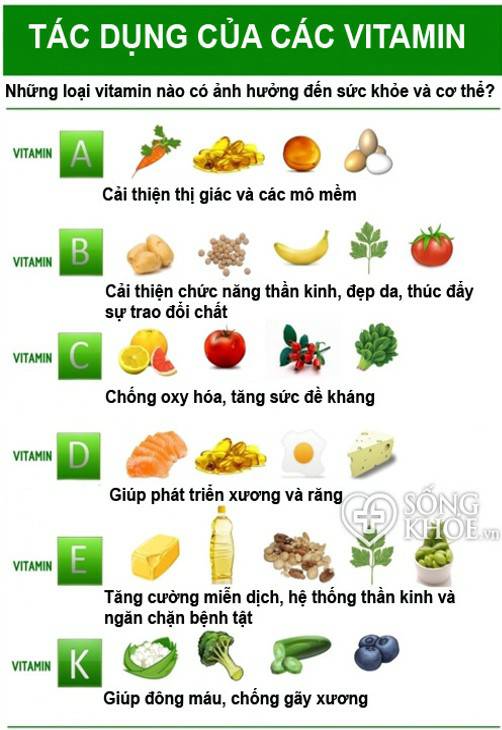 TÁC DỤNG CỦA CÁC VITAMIN
Những loại vitamin nào có ảnh hưởng đến sức khỏe và cơ thể?
VITAMIN A
Cải thiện thị giác và các mô mềm
VITAMIN B
Cải thiện chức năng thần kinh, đẹp da, thúc đẩy
sự trao đổi chất
VITAMIN C
Chống oxy hóa, tăng sức đề kháng
VITAMIN D
Giúp phát triển xương và răng
SỐNG
KHOẺ.vn
VITAMIN E
Tăng cường miễn dịch, hệ thống thần kinh và
ngăn chặn bệnh tật
VITAMIN K
Giúp đông máu, chống gãy xương